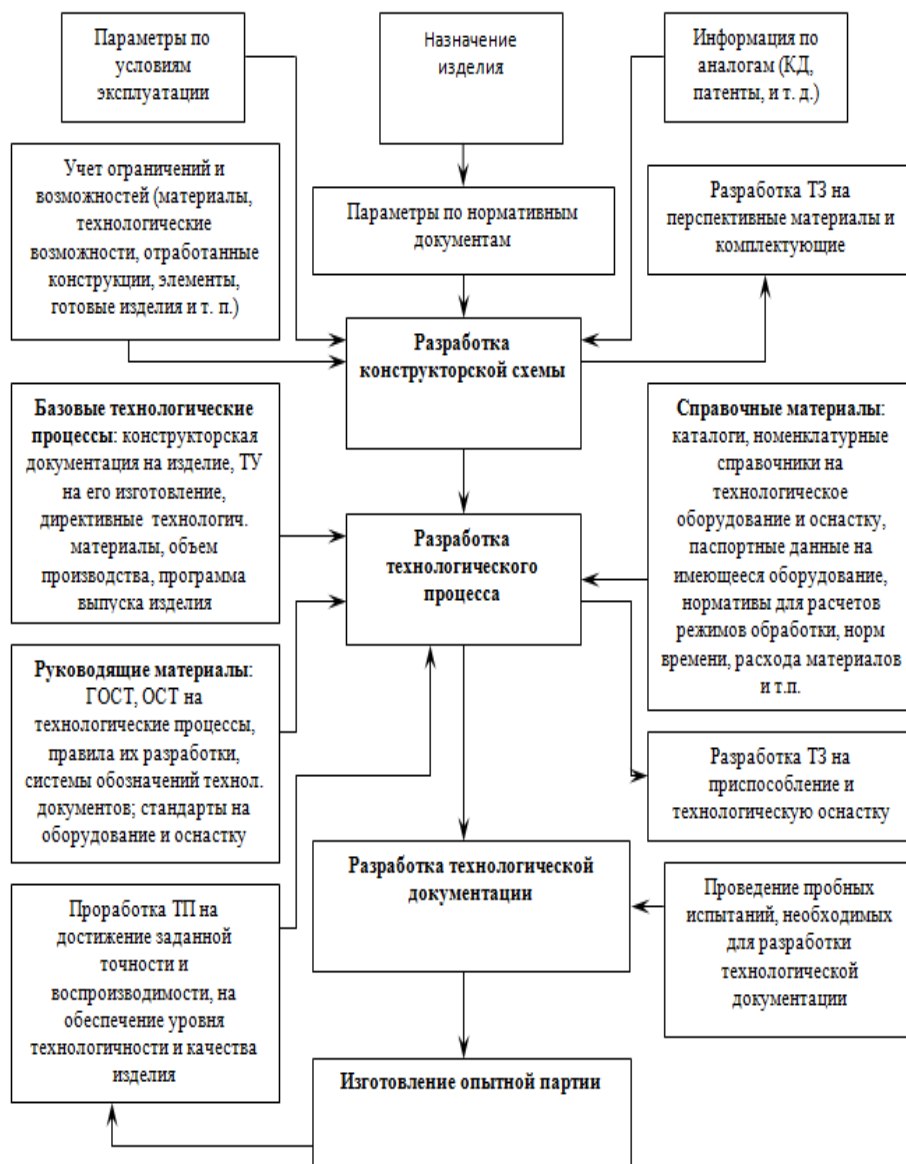 Параметры по
условиям
эксплуатации
Назначение
изделия
Информация по
аналогам (КД,
патенты, и т. д.)
Учет ограничений и
возможностей (материалы,
технологические
возможности, отработанные
конструкции, элементы,
готовые изделия и т. п.)
Параметры по нормативным
документам
Разработка ТЗ на
перспективные материалы и
комплектующие
Разработка
конструкторской схемы
Базовые технологические
процессы: конструкторская
документация на изделие, ТУ
на его изготовление,
директивные технологич.
материалы, объем
производства, программа
выпуска изделия
Разработка
технологического
процесса
Справочные материалы:
каталоги, номенклатурные
справочники на
технологическое
оборудование и оснастку,
паспортные данные на
имеющееся оборудование,
нормативы для расчетов
режимов обработки, норм
времени, расхода материалов
и т.п.
Руководящие материалы:
ГОСТ, ОСТ на
технологические процессы,
правила их разработки,
системы обозначений технол.
документов; стандарты на
оборудование и оснастку
Разработка ТЗ на
приспособление и
технологическую оснастку
Разработка технологической
документации
Проведение пробных
испытаний, необходимых
для разработки
технологической
документации
Проработка ТП на
достижение заданной
точности и
воспроизводимости, на
обеспечение уровня
технологичности и качества
изделия
Изготовление опытной партии